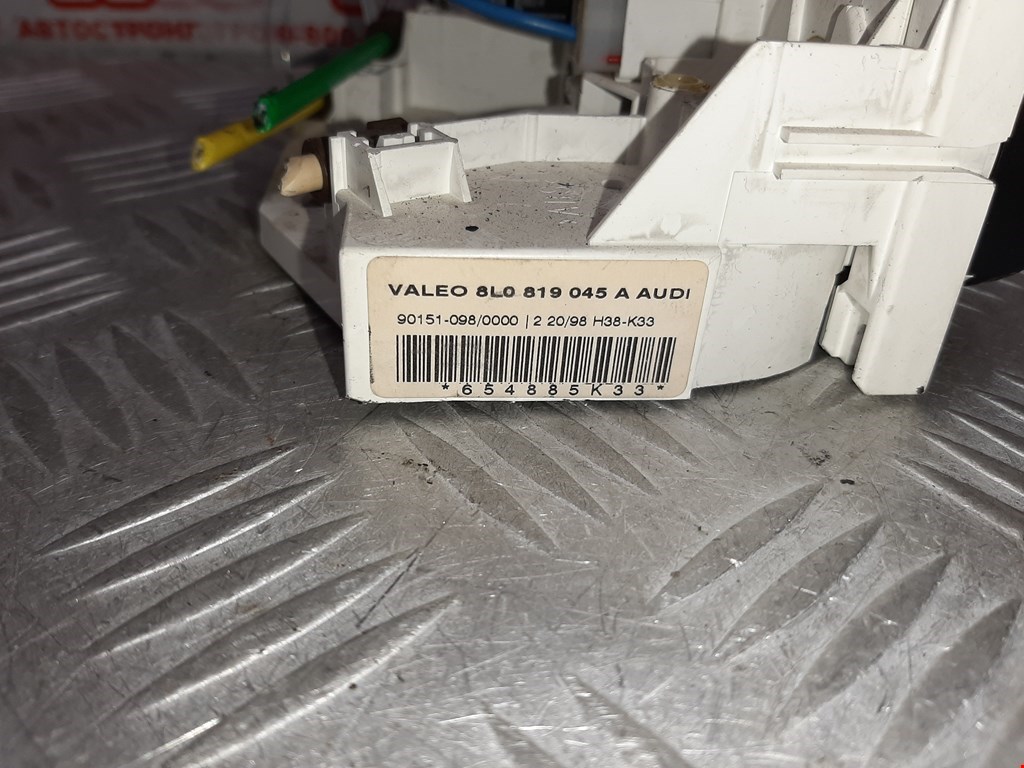 VALEO 8L0 819 045 A AUDI
90151-098/0000 | 2 20/98 H38-K33
*654885K33*